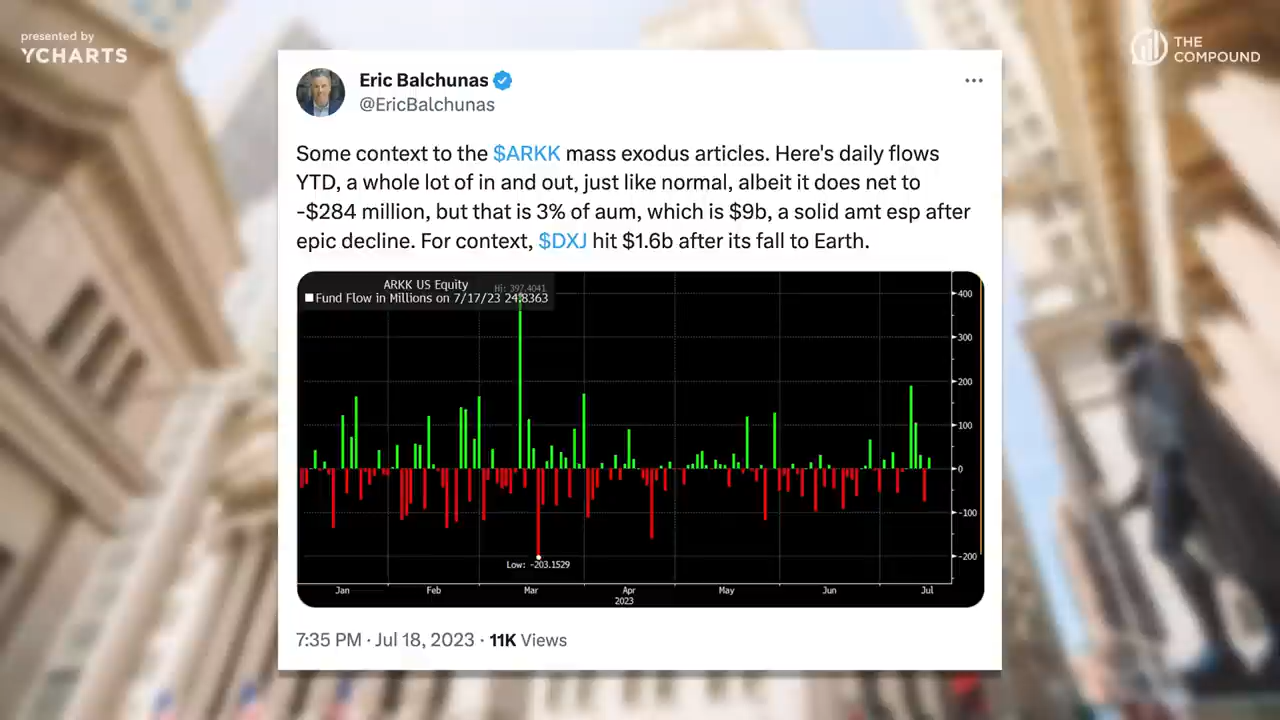 presented by
YCHARTS
THE
COMPOUND
Eric Balchunas
@EricBalchunas
Some context to the $ARKK mass exodus articles. Here's daily flows
YTD, a whole lot of in and out, just like normal, albeit it does net to
-$284 million, but that is 3% of aum, which is $9b, a solid amt esp after
epic decline. For context, $DXJ hit $1.6b after its fall to Earth.
ARKK US Equity
Hi: 397.4041
Fund Flow in Millions on 7/17/23 24.8363
400
300
200
100
0
-100
-200
Low: -203.1529
Jan Feb Mar Apr May Jun Jul
2023
7:35 PM · Jul 18, 2023 · 11K Views